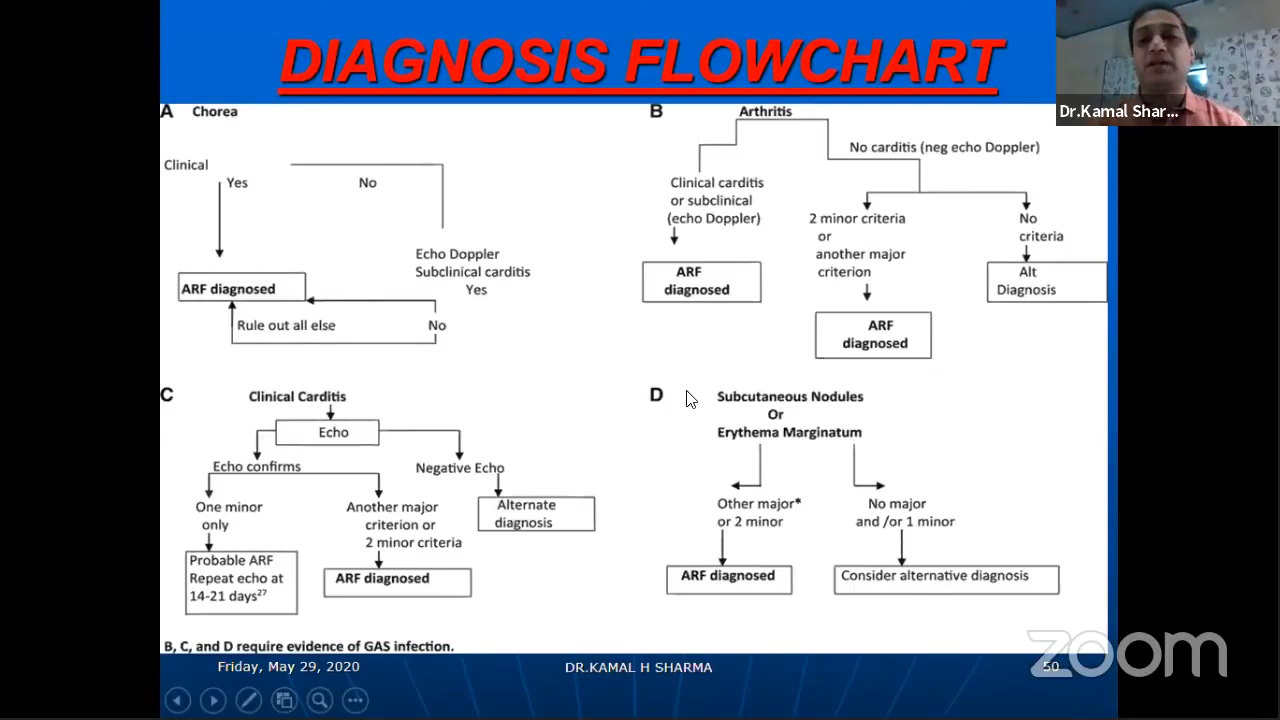 DIAGNOSIS FLOWCHART
Dr.Kamal Shar...
A Chorea
Clinical
Yes
No
Echo Doppler
Subclinical carditis
Yes
ARF diagnosed
Rule out all else
No
B Arthritis
No carditis (neg echo Doppler)
Clinical carditis
or subclinical
(echo Doppler)
2 minor criteria
or
another major
criterion
No
criteria
ARF
diagnosed
Alt
Diagnosis
ARF
diagnosed
C Clinical Carditis
Echo
Echo confirms
Negative Echo
One minor
only
Another major
criterion or
2 minor criteria
Alternate
diagnosis
Probable ARF
Repeat echo at
14-21 days27
ARF diagnosed
D Subcutaneous Nodules
Or
Erythema Marginatum
Other major*
or 2 minor
No major
and /or 1 minor
ARF diagnosed
Consider alternative diagnosis
B, C, and D require evidence of GAS infection.
Friday, May 29, 2020
DR.KAMAL H SHARMA
50
zoom